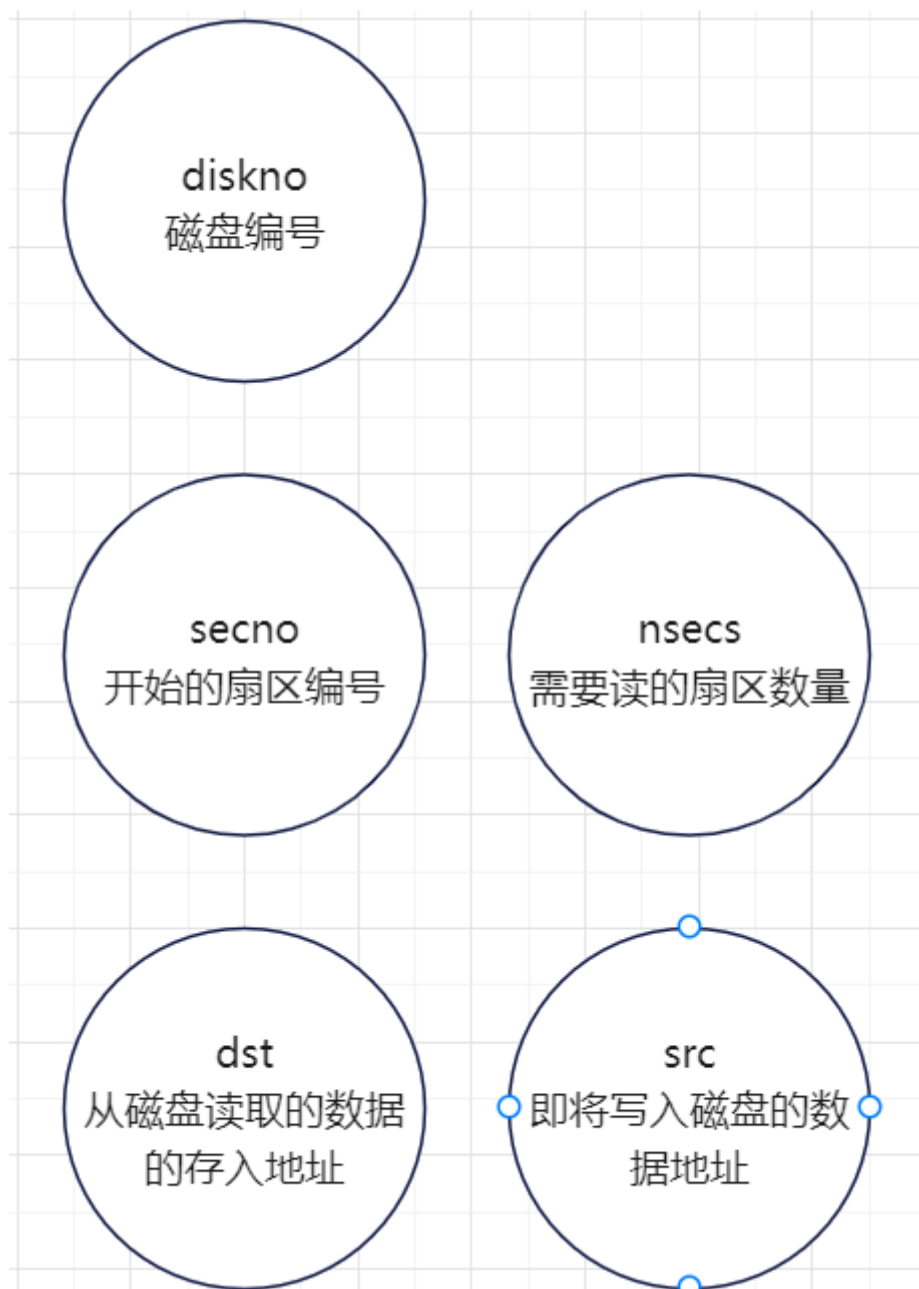 diskno
磁盘编号
secno
开始的扇区编号
nsecs
需要读的扇区数量
dst
从磁盘读取的数据
的存入地址
src
即将写入磁盘的数
据地址